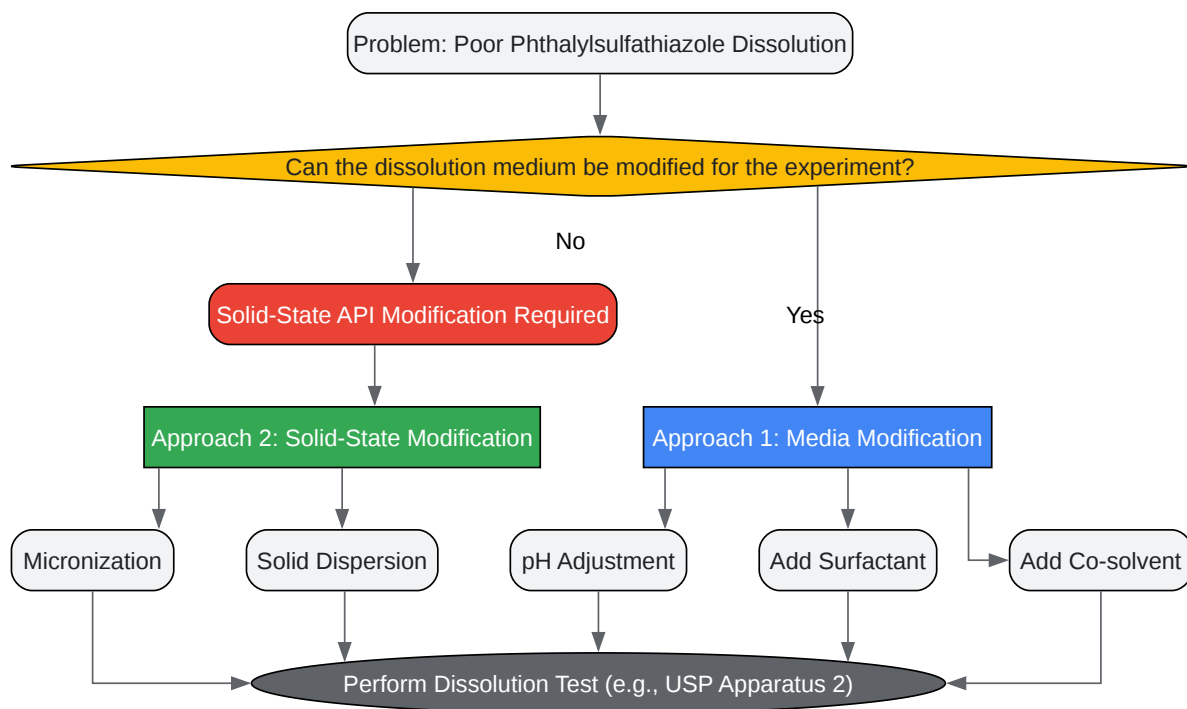 Problem: Poor Phthalylsulfathiazole Dissolution
Can the dissolution medium be modified for the experiment?
No
Solid-State API Modification Required
Yes
Approach 2: Solid-State Modification
Approach 1: Media Modification
Micronization
Solid Dispersion
pH Adjustment
Add Surfactant
Add Co-solvent
Perform Dissolution Test (e.g., USP Apparatus 2)